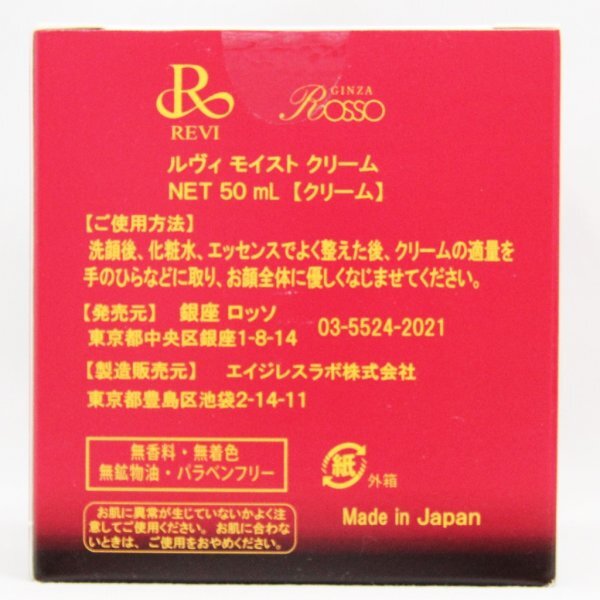 R
REVI
GINZA
Rosso
ルヴィ モイスト クリーム
NET 50 mL 【クリーム】
【ご使用方法】
洗顔後、化粧水、エッセンスでよく整えた後、クリームの適量を
手のひらなどに取り、お顔全体に優しくなじませてください。
【発売元】 銀座 ロッソ
東京都中央区銀座1-8-14 03-5524-2021
【製造販売元】 エイジレスラボ株式会社
東京都豊島区池袋2-14-11
無香料・無着色
無鉱物油・パラベンフリー
紙 外箱
お肌に異常が生じていないかよく注
意してご使用ください。お肌に合わな
いときは、ご使用をおやめください。
Made in Japan